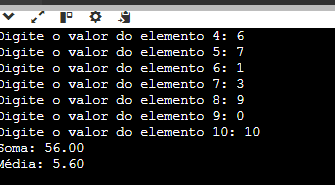 Digite o valor do elemento 4: 6
Digite o valor do elemento 5: 7
Digite o valor do elemento 6: 1
Digite o valor do elemento 7: 3
Digite o valor do elemento 8: 9
Digite o valor do elemento 9: 0
Digite o valor do elemento 10: 10
Soma: 56.00
Média: 5.60